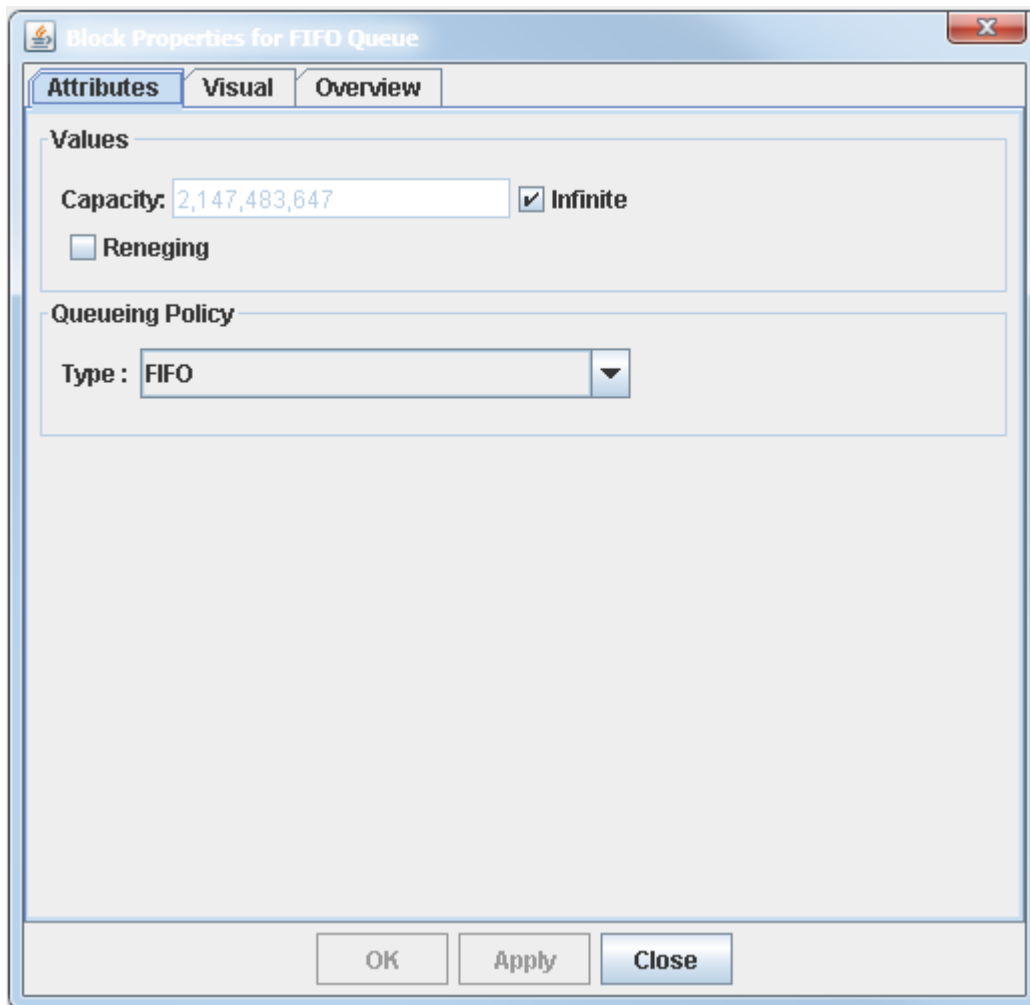 Block Properties for FIFO Queue
Attributes Visual Overview
Values
Capacity: 2,147,483,647 Infinite
Reneging
Queueing Policy
Type : FIFO
OK Apply Close